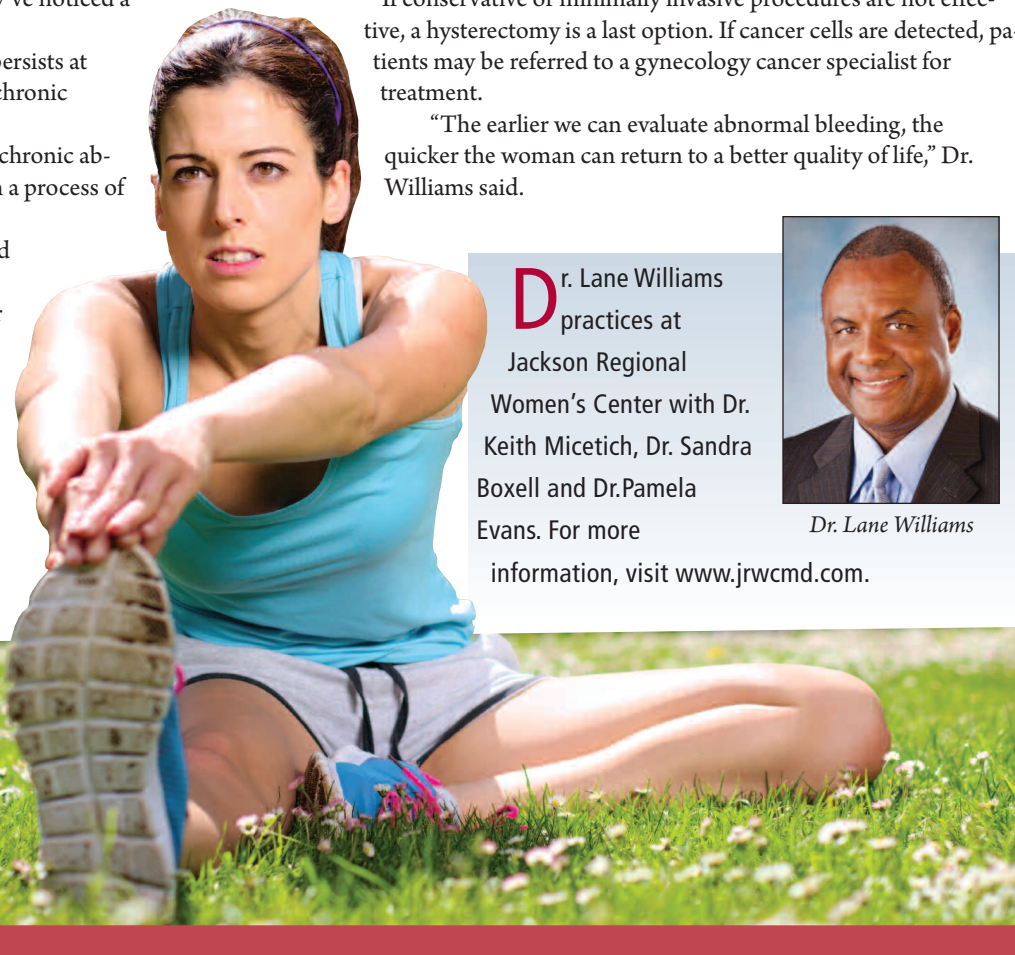 've noticed a
ersists at
chronic
chronic ab-
a process of
d
If conservative or minimally invasive procedures are not effec-
tive, a hysterectomy is a last option. If cancer cells are detected, pa-
tients may be referred to a gynecology cancer specialist for
treatment.
“The earlier we can evaluate abnormal bleeding, the
quicker the woman can return to a better quality of life,” Dr.
Williams said.
Dr. Lane Williams
practices at
Jackson Regional
Women’s Center with Dr.
Keith Micetich, Dr. Sandra
Boxell and Dr.Pamela
Evans. For more
information, visit www.jrwcmd.com.
Dr. Lane Williams